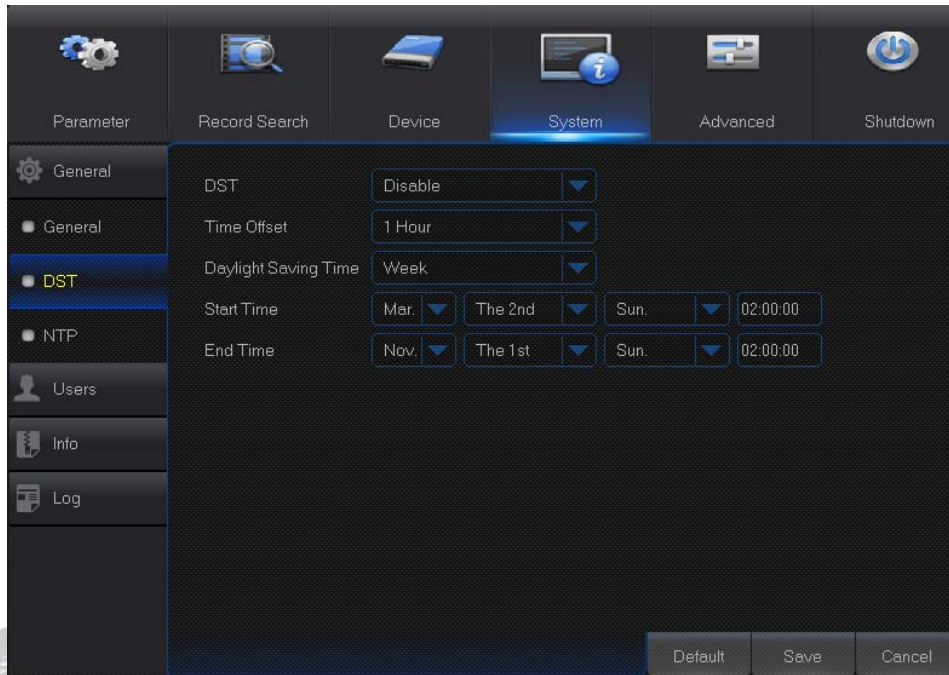 Parameter Record Search Device System Advanced Shutdown
General
General
DST
NTP
Users
Info
Log
DST Disable
Time Offset 1 Hour
Daylight Saving Time Week
Start Time Mar. The 2nd Sun. 02:00:00
End Time Nov. The 1st Sun. 02:00:00
Default Save Cancel